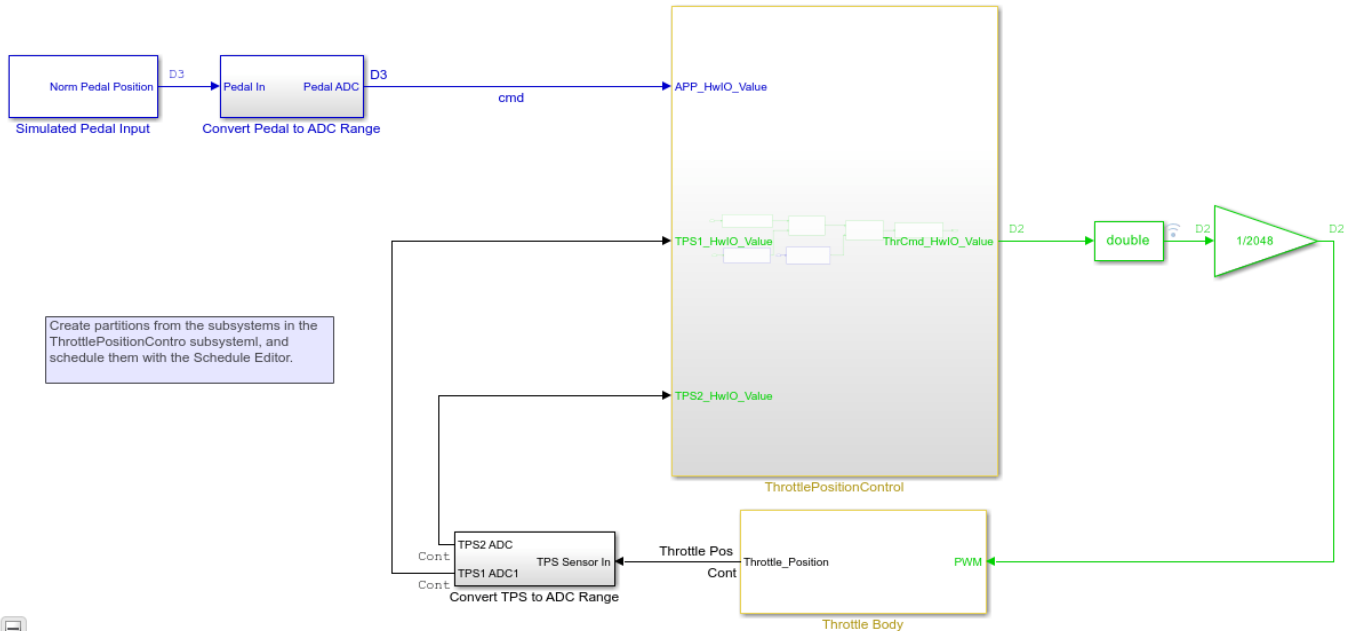 Norm Pedal Position
Simulated Pedal Input
D3
Pedal In
Pedal ADC
Convert Pedal to ADC Range
D3
cmd
APP_HwIO_Value
TPS1_HwIO_Value
ThrCmd_HwIO_Value
TPS2_HwIO_Value
ThrottlePositionControl
D2
double
D2
1/2048
D2
Create partitions from the subsystems in the
ThrottlePositionContro subsysteml, and
schedule them with the Schedule Editor.
TPS2 ADC
TPS1 ADC1
TPS Sensor In
Cont
Cont
Convert TPS to ADC Range
Throttle Pos
Cont
Throttle_Position
PWM
Throttle Body